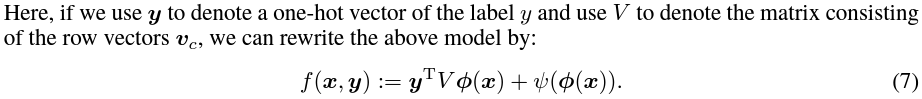 Here, if we use y to denote a one-hot vector of the label y and use V to denote the matrix consisting
of the row vectors v_c, we can rewrite the above model by:
f(x, y) := y^T V ϕ(x) + ψ(ϕ(x)). (7)